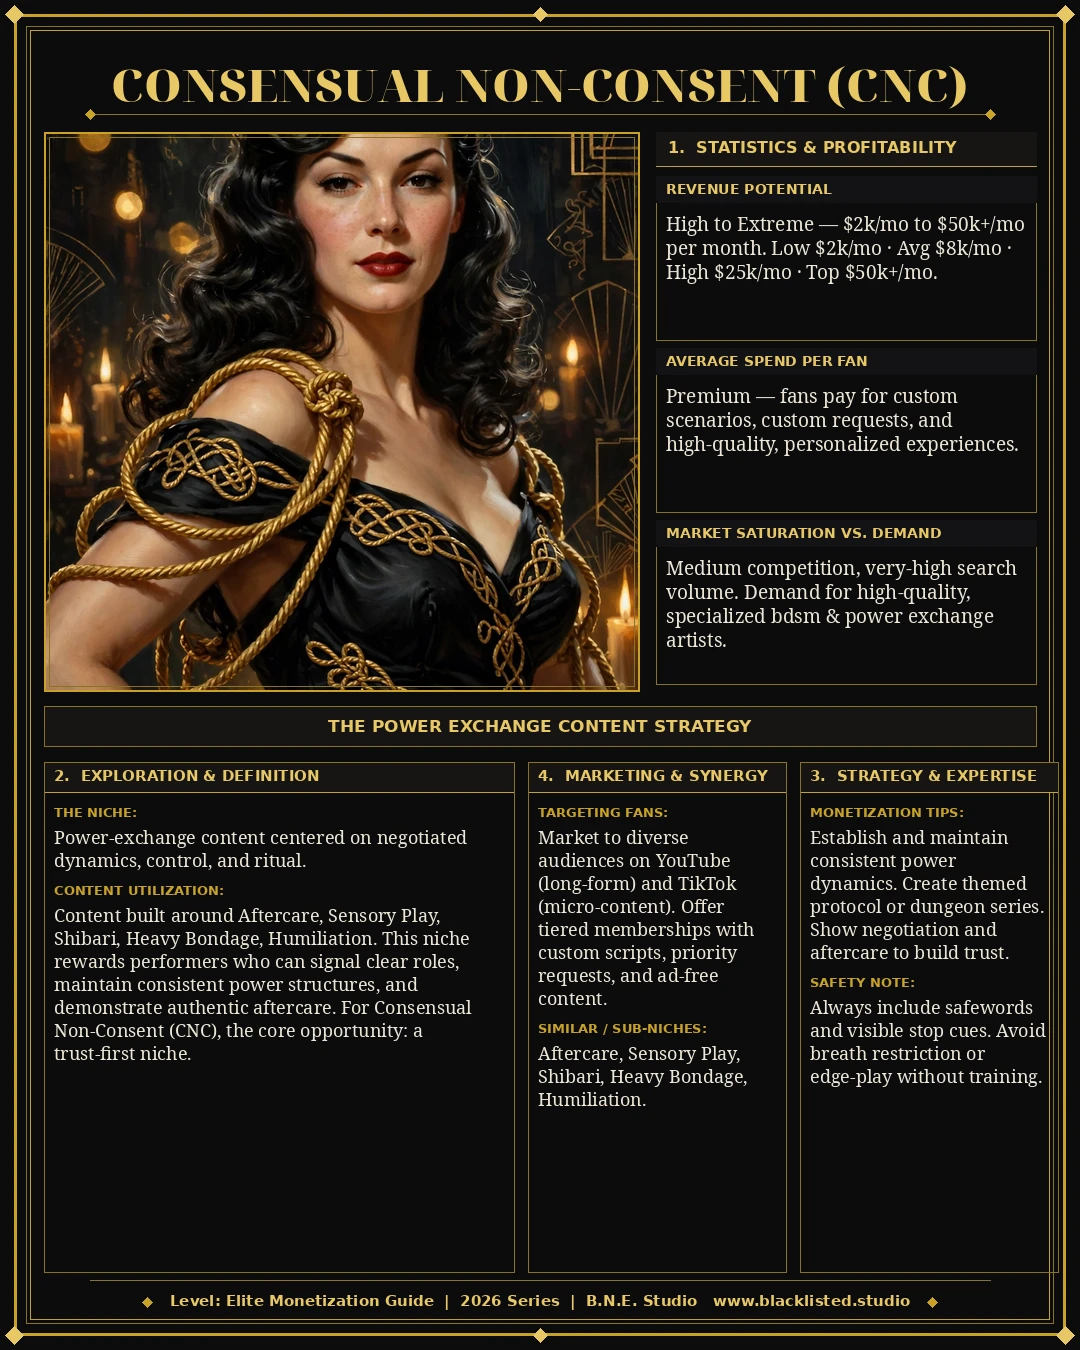 CONSENSUAL NON-CONSENT (CNC)
1. STATISTICS & PROFITABILITY
REVENUE POTENTIAL
High to Extreme — $2k/mo to $50k+/mo
per month. Low $2k/mo · Avg $8k/mo ·
High $25k/mo · Top $50k+/mo.
AVERAGE SPEND PER FAN
Premium — fans pay for custom
scenarios, custom requests, and
high-quality, personalized experiences.
MARKET SATURATION VS. DEMAND
Medium competition, very-high search
volume. Demand for high-quality,
specialized bdsm & power exchange
artists.
THE POWER EXCHANGE CONTENT STRATEGY
2. EXPLORATION & DEFINITION
THE NICHE:
Power-exchange content centered on negotiated
dynamics, control, and ritual.
CONTENT UTILIZATION:
Content built around Aftercare, Sensory Play,
Shibari, Heavy Bondage, Humiliation. This niche
rewards performers who can signal clear roles,
maintain consistent power structures, and
demonstrate authentic aftercare. For Consensual
Non-Consent (CNC), the core opportunity: a
trust-first niche.
4. MARKETING & SYNERGY
TARGETING FANS:
Market to diverse
audiences on YouTube
(long-form) and TikTok
(micro-content). Offer
tiered memberships with
custom scripts, priority
requests, and ad-free
content.
SIMILAR / SUB-NICHES:
Aftercare, Sensory Play,
Shibari, Heavy Bondage,
Humiliation.
3. STRATEGY & EXPERTISE
MONETIZATION TIPS:
Establish and maintain
consistent power
dynamics. Create themed
protocol or dungeon series.
Show negotiation and
aftercare to build trust.
SAFETY NOTE:
Always include safewords
and visible stop cues. Avoid
breath restriction or
edge-play without training.
Level: Elite Monetization Guide | 2026 Series | B.N.E. Studio www.blacklisted.studio